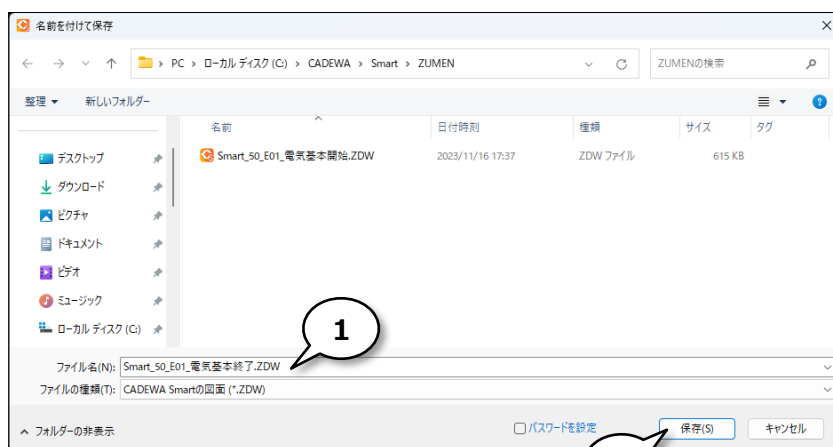 名前を付けて保存
PC › ローカル ディスク (C:) › CADEWA › Smart › ZUMEN
ZUMENの検索
整理 新しいフォルダー
名前 日付時刻 種類 サイズ タグ
Smart_50_E01_電気基本開始.ZDW 2023/11/16 17:37 ZDW ファイル 615 KB
デスクトップ
ダウンロード
ピクチャ
ドキュメント
ビデオ
ミュージック
ローカル ディスク (C:)
1
ファイル名(N): Smart_50_E01_電気基本終了.ZDW
ファイルの種類(T): CADEWA Smartの図面 (*.ZDW)
フォルダーの非表示 パスワードを設定 保存(S) キャンセル